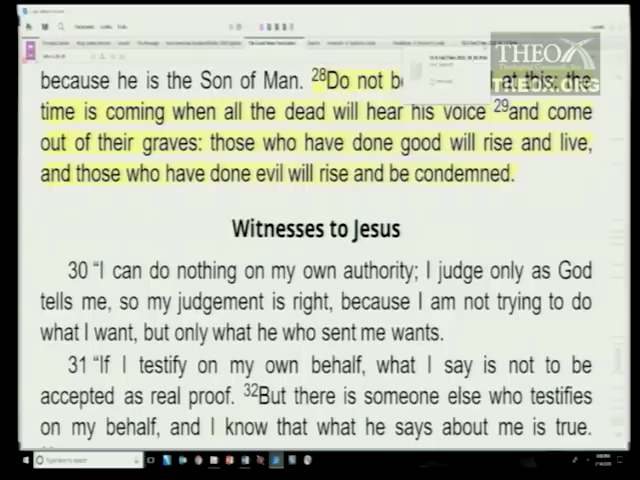 THEO
THEOX.ORG
because he is the Son of Man. 28Do not be at this; the
time is coming when all the dead will hear his voice 29and come
out of their graves: those who have done good will rise and live,
and those who have done evil will rise and be condemned.
Witnesses to Jesus
30 “I can do nothing on my own authority; I judge only as God
tells me, so my judgement is right, because I am not trying to do
what I want, but only what he who sent me wants.
31 “If I testify on my own behalf, what I say is not to be
accepted as real proof. 32But there is someone else who testifies
on my behalf, and I know that what he says about me is true.